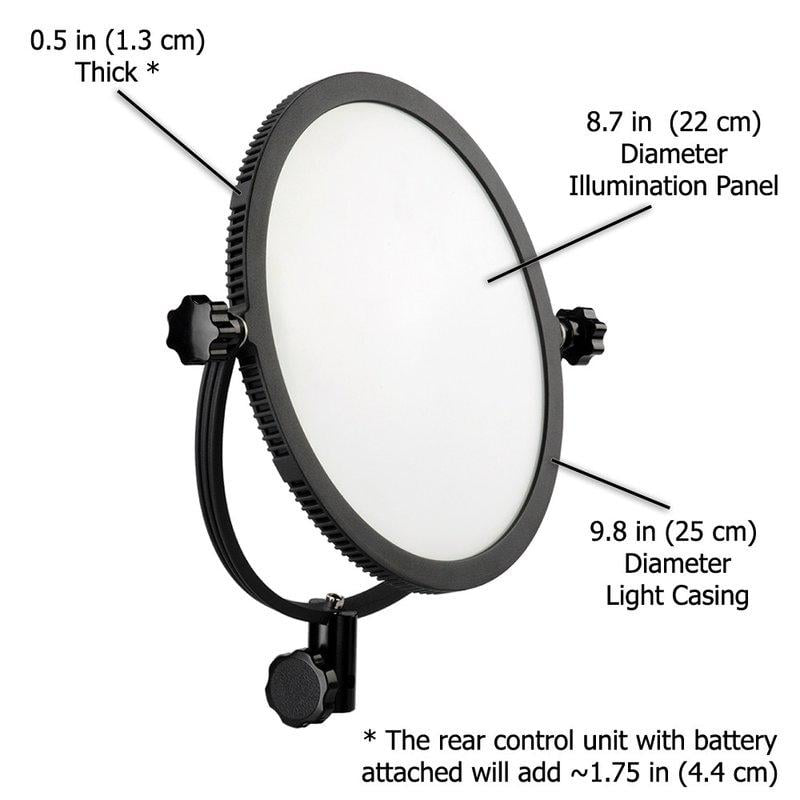 0.5 in (1.3 cm)
Thick *
8.7 in  (22 cm)
Diameter
Illumination Panel
9.8 in (25 cm)
Diameter
Light Casing
* The rear control unit with battery
attached will add ~1.75 in (4.4 cm)